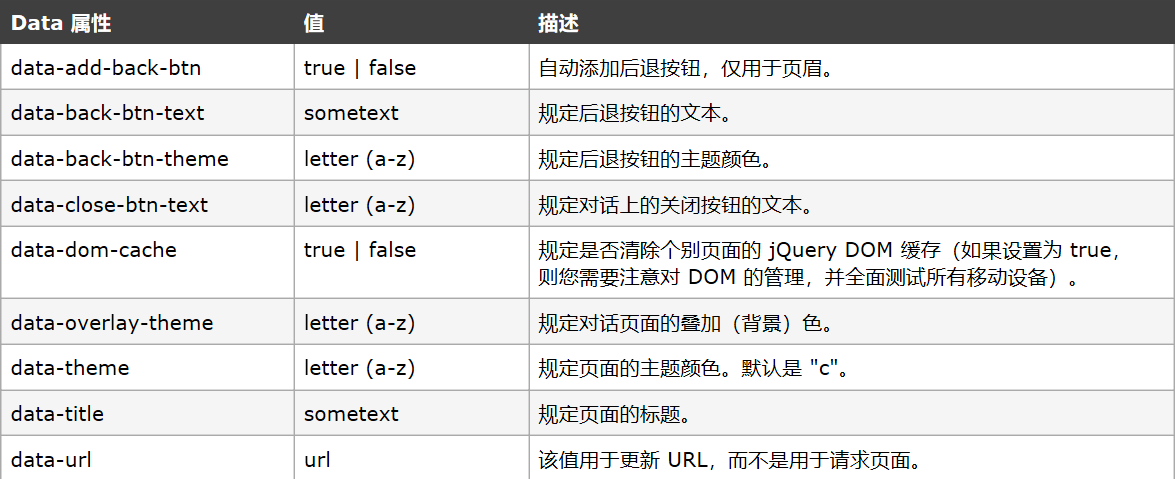 Data 属性 值 描述
data-add-back-btn true | false 自动添加后退按钮，仅用于页眉。
data-back-btn-text sometext 规定后退按钮的文本。
data-back-btn-theme letter (a-z) 规定后退按钮的主题颜色。
data-close-btn-text letter (a-z) 规定对话上的关闭按钮的文本。
data-dom-cache true | false 规定是否清除个别页面的 jQuery DOM 缓存（如果设置为 true，
则您需要注意对 DOM 的管理，并全面测试所有移动设备）。
data-overlay-theme letter (a-z) 规定对话页面的叠加（背景）色。
data-theme letter (a-z) 规定页面的主题颜色。默认是 "c"。
data-title sometext 规定页面的标题。
data-url url 该值用于更新 URL，而不是用于请求页面。